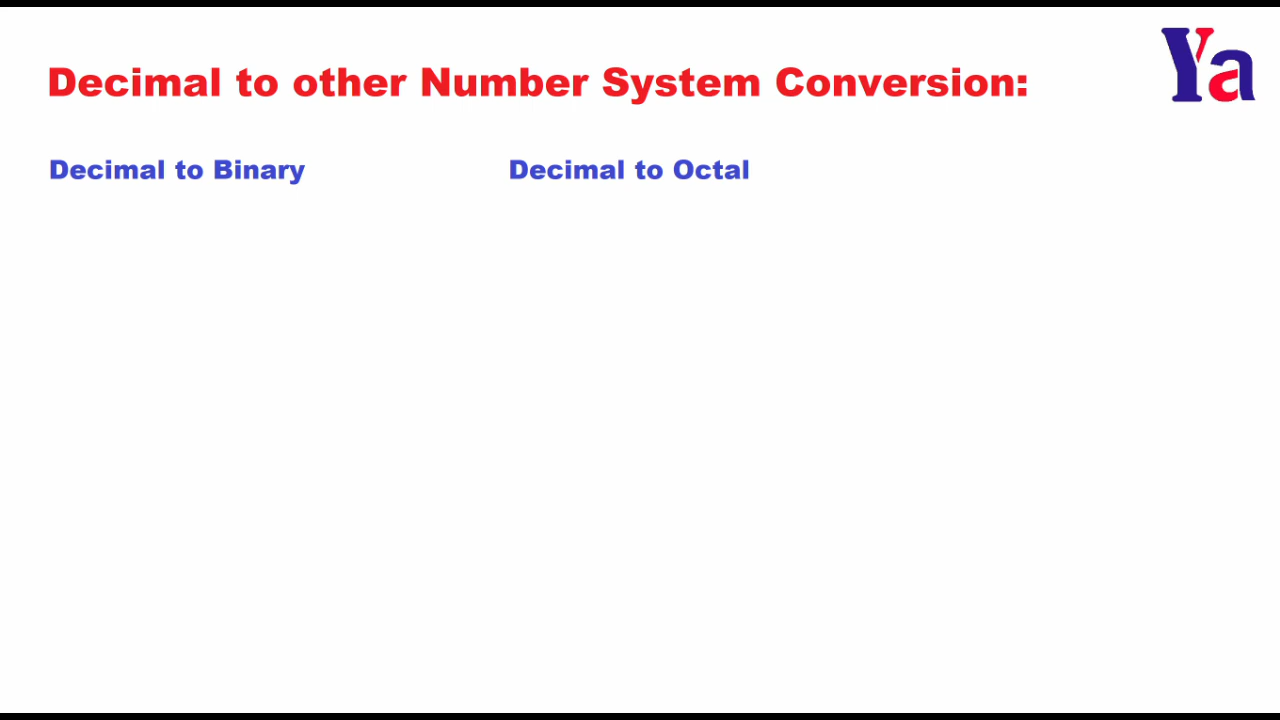 Ya
Decimal to other Number System Conversion:
Decimal to Binary
Decimal to Octal